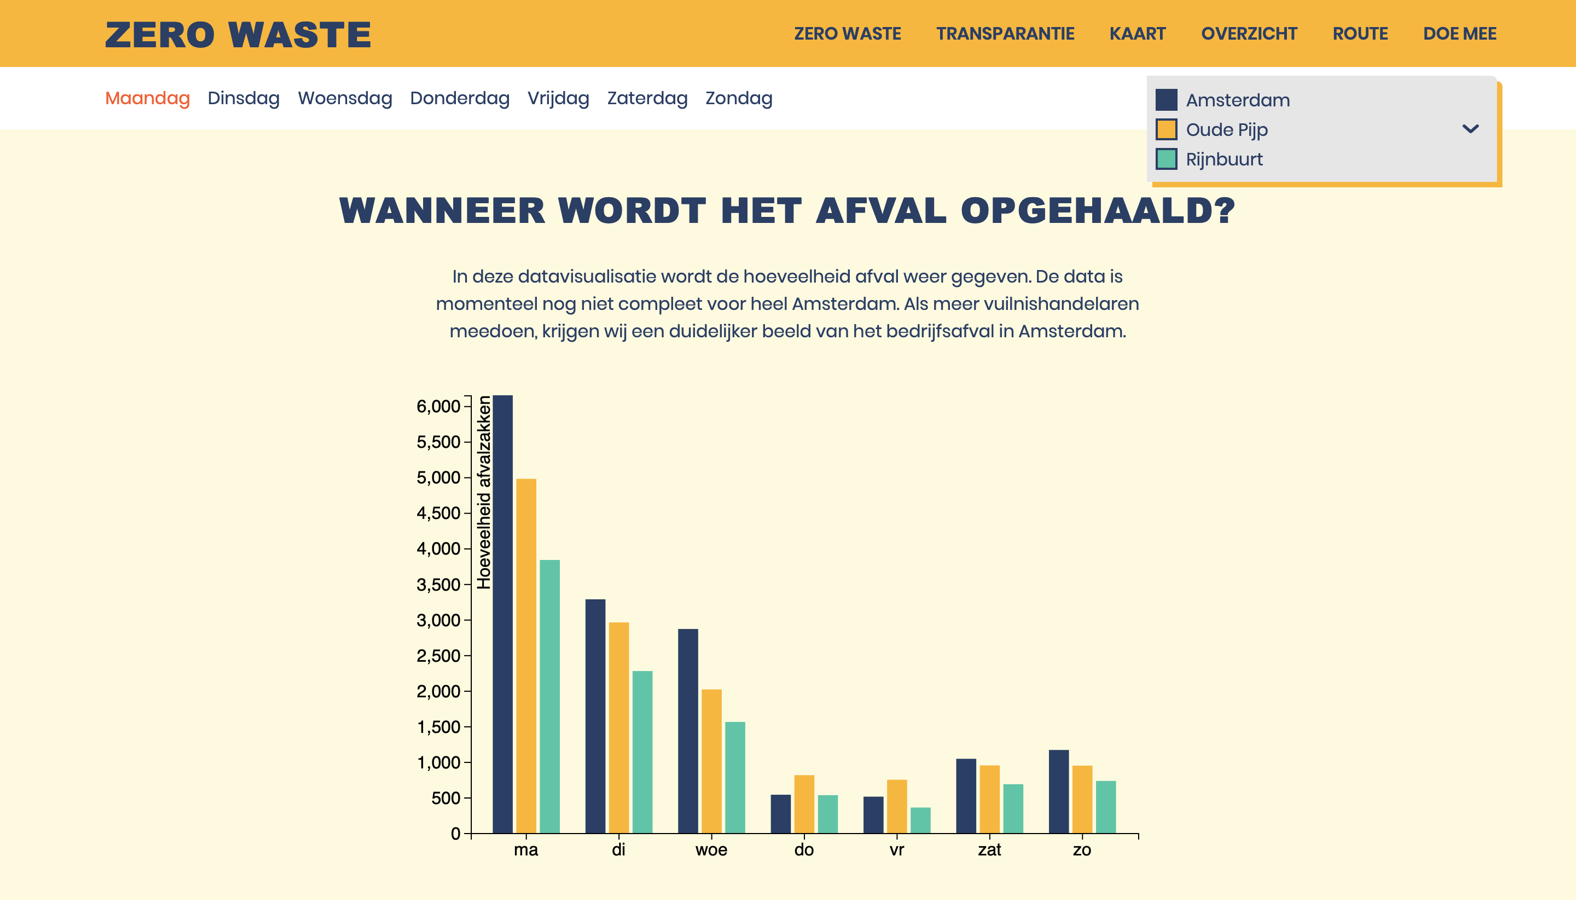 ZERO WASTE
ZERO WASTE TRANSPARANTIE KAART OVERZICHT ROUTE DOE MEE
Maandag Dinsdag Woensdag Donderdag Vrijdag Zaterdag Zondag
Amsterdam
Oude Pijp
Rijnbuurt
WANNEER WORDT HET AFVAL OPGEHAALD?
In deze datavisualisatie wordt de hoeveelheid afval weer gegeven. De data is
momenteel nog niet compleet voor heel Amsterdam. Als meer vuilnishandelaren
meedoen, krijgen wij een duidelijker beeld van het bedrijfsafval in Amsterdam.
Hoeveelheid afvalzakken
6,000
5,500
5,000
4,500
4,000
3,500
3,000
2,500
2,000
1,500
1,000
500
0
ma di woe do vr zat zo